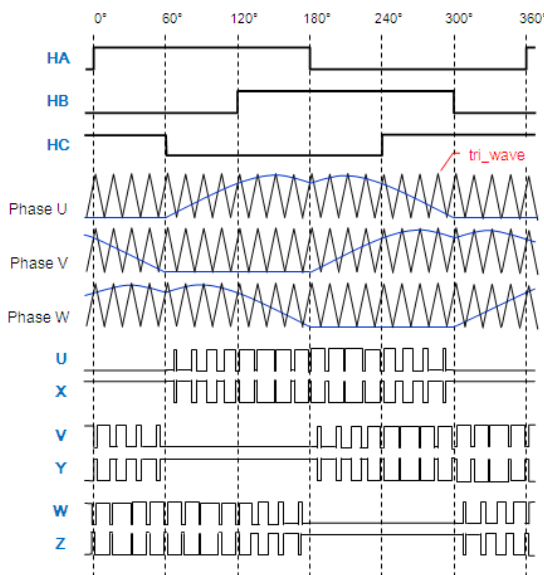 0° 60° 120° 180° 240° 300° 360°
HA
HB
HC
tri_wave
Phase U
Phase V
Phase W
U
X
V
Y
W
Z